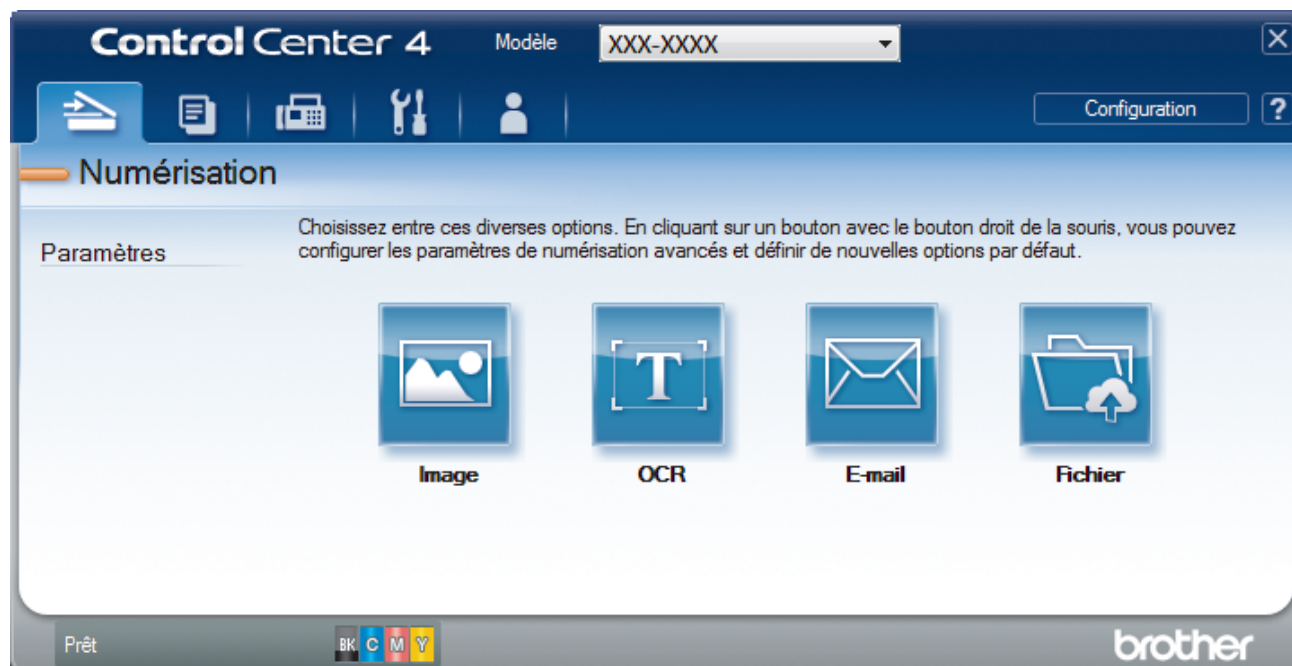 ControlCenter 4
Modèle
XXX-XXXX
Configuration
?
Numérisation
Paramètres
Choisissez entre ces diverses options. En cliquant sur un bouton avec le bouton droit de la souris, vous pouvez
configurer les paramètres de numérisation avancés et définir de nouvelles options par défaut.
T
Image
OCR
E-mail
Fichier
Prêt
BK C M Y
brother